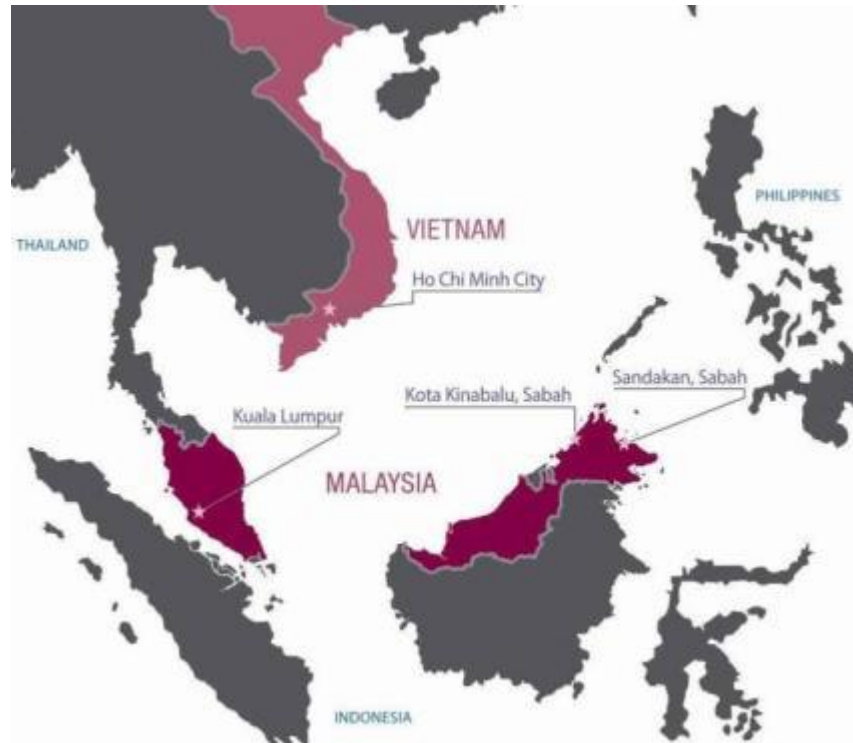 PHILIPPINES
VIETNAM
THAILAND
Ho Chi Minh City
Sandakan, Sabah
Kota Kinabalu, Sabah
Kuala Lumpur
MALAYSIA
INDONESIA